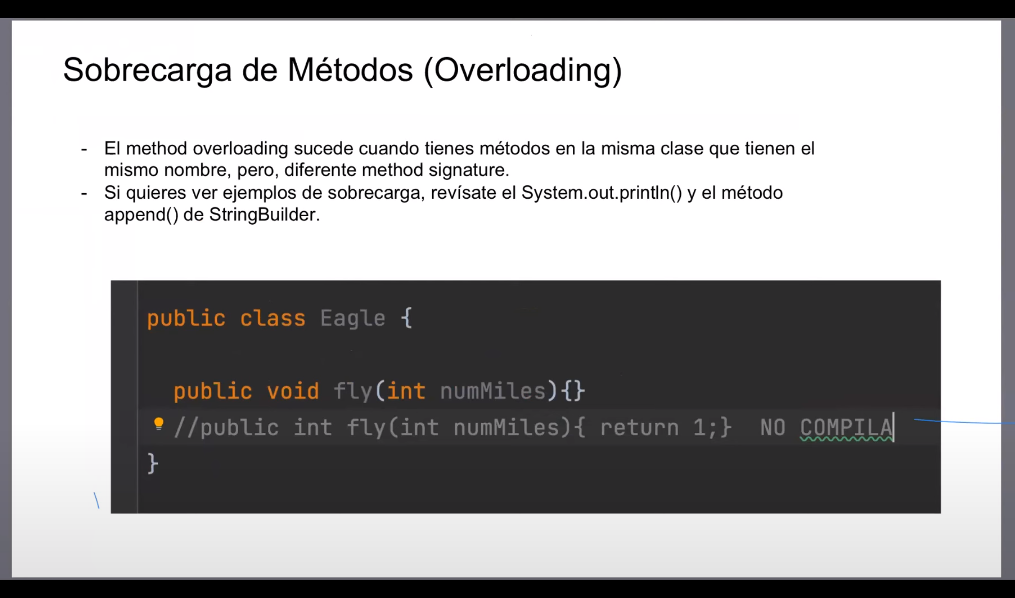 Sobrecarga de Métodos (Overloading)
- El method overloading sucede cuando tienes métodos en la misma clase que tienen el
mismo nombre, pero, diferente method signature.
- Si quieres ver ejemplos de sobrecarga, revísate el System.out.println() y el método
append() de StringBuilder.
public class Eagle {
public void fly(int numMiles){}
//public int fly(int numMiles){ return 1;}  NO COMPILA
}